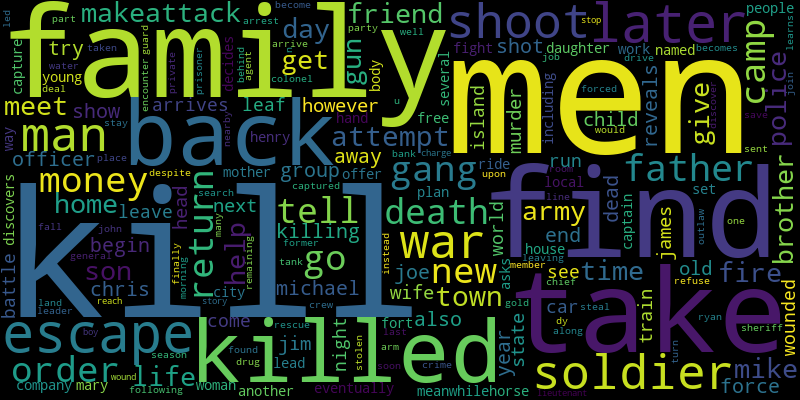 family
men
kill
find
take
back
killed
shoot
later
soldier
escape
war
man
money
father
death
gang
camp
police
attempt
return
tell
go
new
town
army
friend
makeattack
day
get
gun
try
young
capture
meet
show
arrives
leaf
however
body
several
shot
daughter
fight
work
named
people
become
becomes
learns
join
drive
job
stop
arrest
arrive
party
well
part
led
taken
water
deal
encounter
guard
private
prisoner
decides
behind
agent
colonel
nearby
hand
free
island
murder
including
child
reveals
give
discover
save
sent
would
forced
officer
way
place
stay
despite
henry
mother
group
offer
away
bank
charge
captured
plan
ride
upon
run
local
room
line
dead
captain
set
brother
one
outlaw
discovers
home
leave
head
next
help
search
killing
former
many
remaining
son
begin
john
fall
general
chris
finally
morning
city
michael
tank
instead
joe
wife
member
see
asks
world
end
house
leaving
chief
time
james
old
fire
wounded
battle
land
leader
reach
story
crew
order
life
boy
season
come
found
rescue
jim
night
fort
also
last
arm
year
state
gold
car
steal
dy
along
train
refuse
ryan
sheriff
mike
force
turn
lieutenant
company
mary
wound
following
woman
drug
another
lead
stolen
eventually
soon
crime
meanwhilehorse